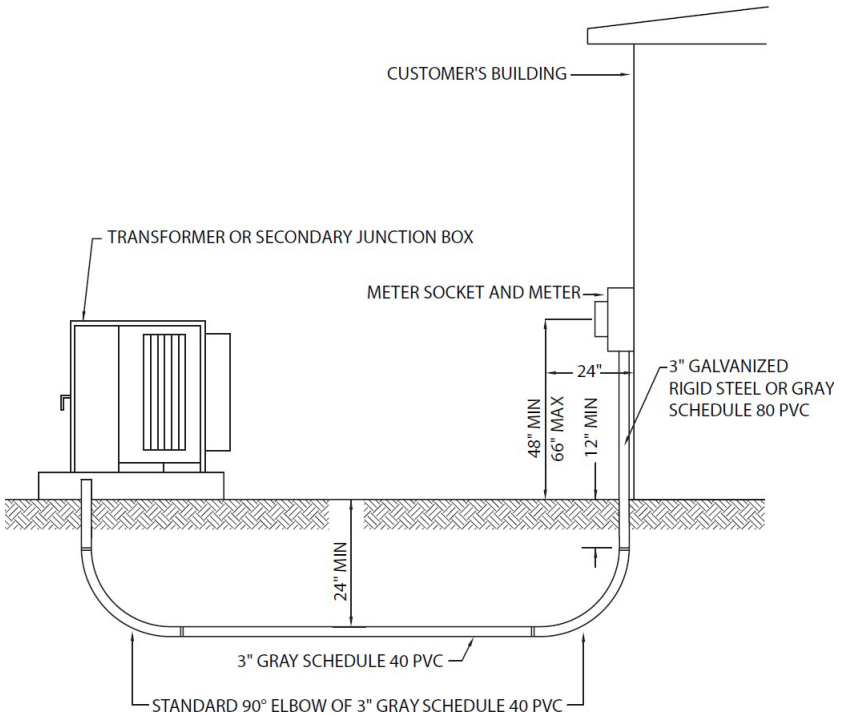 CUSTOMER'S BUILDING
TRANSFORMER OR SECONDARY JUNCTION BOX
METER SOCKET AND METER
24"
3" GALVANIZED
RIGID STEEL OR GRAY
SCHEDULE 80 PVC
48" MIN
66" MAX
12" MIN
24" MIN
3" GRAY SCHEDULE 40 PVC
STANDARD 90° ELBOW OF 3" GRAY SCHEDULE 40 PVC